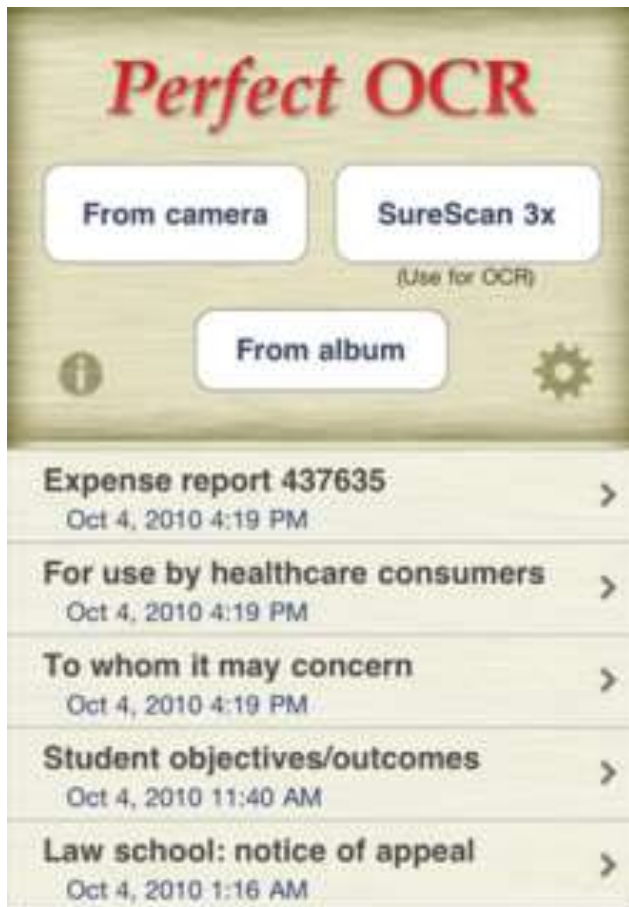 Perfect OCR
From camera
SureScan 3x
(Use for OCR)
From album
Expense report 437635
Oct 4, 2010 4:19 PM
For use by healthcare consumers
Oct 4, 2010 4:19 PM
To whom it may concern
Oct 4, 2010 4:19 PM
Student objectives/outcomes
Oct 4, 2010 11:40 AM
Law school: notice of appeal
Oct 4, 2010 1:16 AM